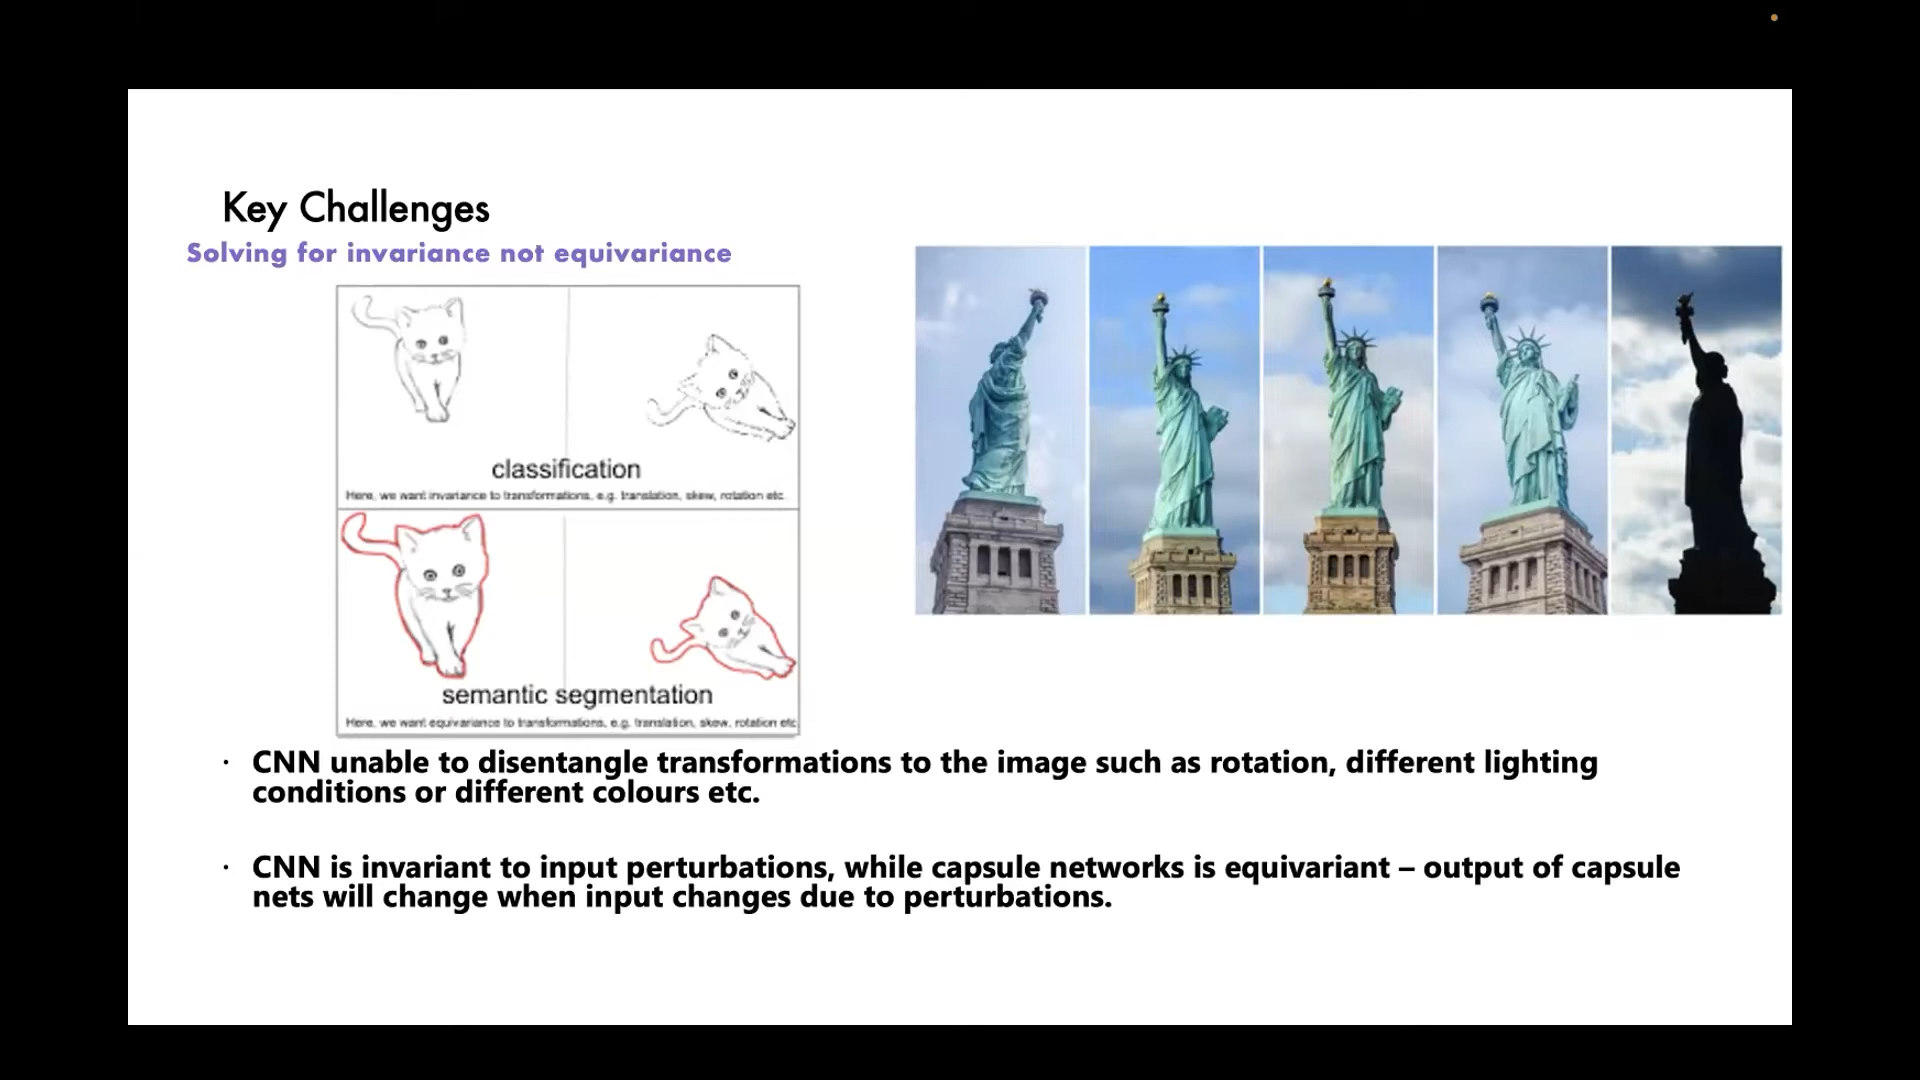 Key Challenges
Solving for invariance not equivariance
classification
Here, we want invariance to transformations, e.g. translation, skew, rotation etc.
semantic segmentation
Here, we want equivariance to transformations, e.g. translation, skew, rotation etc
· CNN unable to disentangle transformations to the image such as rotation, different lighting
conditions or different colours etc.
· CNN is invariant to input perturbations, while capsule networks is equivariant – output of capsule
nets will change when input changes due to perturbations.